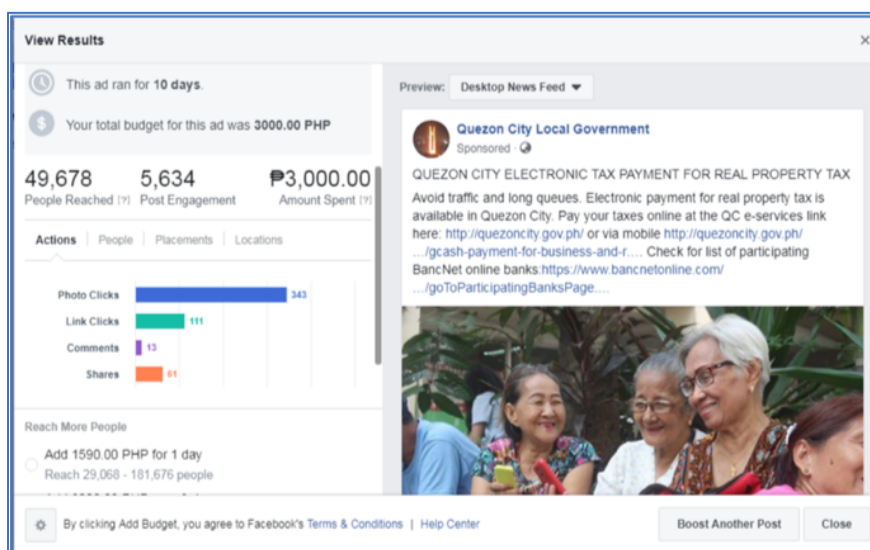 View Results
×
This ad ran for 10 days.
Your total budget for this ad was 3000.00 PHP
49,678
People Reached [?]
5,634
Post Engagement
₱3,000.00
Amount Spent [?]
Actions | People | Placements | Locations
Photo Clicks 343
Link Clicks 111
Comments 13
Shares 61
Reach More People
Add 1590.00 PHP for 1 day
Reach 29,068 - 181,676 people
Preview: Desktop News Feed
Quezon City Local Government
Sponsored ·
QUEZON CITY ELECTRONIC TAX PAYMENT FOR REAL PROPERTY TAX
Avoid traffic and long queues. Electronic payment for real property tax is
available in Quezon City. Pay your taxes online at the QC e-services link
here: http://quezoncity.gov.ph/ or via mobile http://quezoncity.gov.ph/
.../gcash-payment-for-business-and-r.... Check for list of participating
BancNet online banks:https://www.bancnetonline.com/
.../goToParticipatingBanksPage....
By clicking Add Budget, you agree to Facebook's Terms & Conditions | Help Center
Boost Another Post
Close